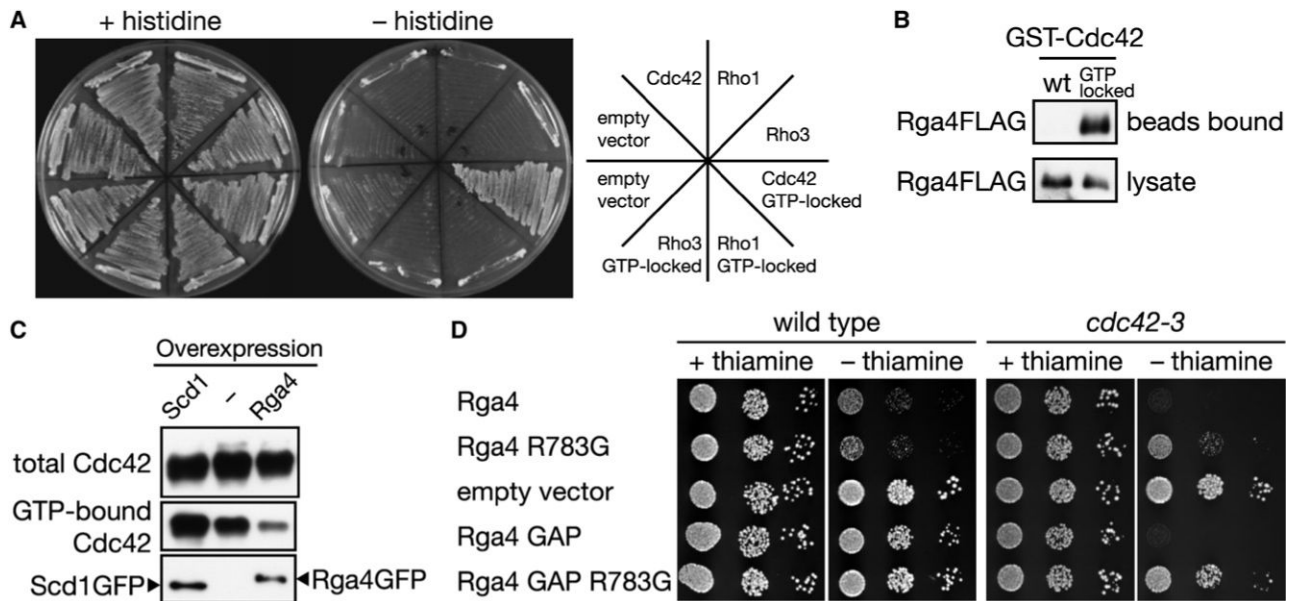 A
+ histidine
− histidine
Cdc42
Rho1
empty
vector
Rho3
empty
vector
Cdc42
GTP-locked
Rho3
GTP-locked
Rho1
GTP-locked
B
GST-Cdc42
wt
GTP
locked
Rga4FLAG
beads bound
Rga4FLAG
lysate
C
Overexpression
Scd1
–
Rga4
total Cdc42
GTP-bound
Cdc42
Scd1GFP
Rga4GFP
D
wild type
cdc42-3
+ thiamine
− thiamine
+ thiamine
− thiamine
Rga4
Rga4 R783G
empty vector
Rga4 GAP
Rga4 GAP R783G